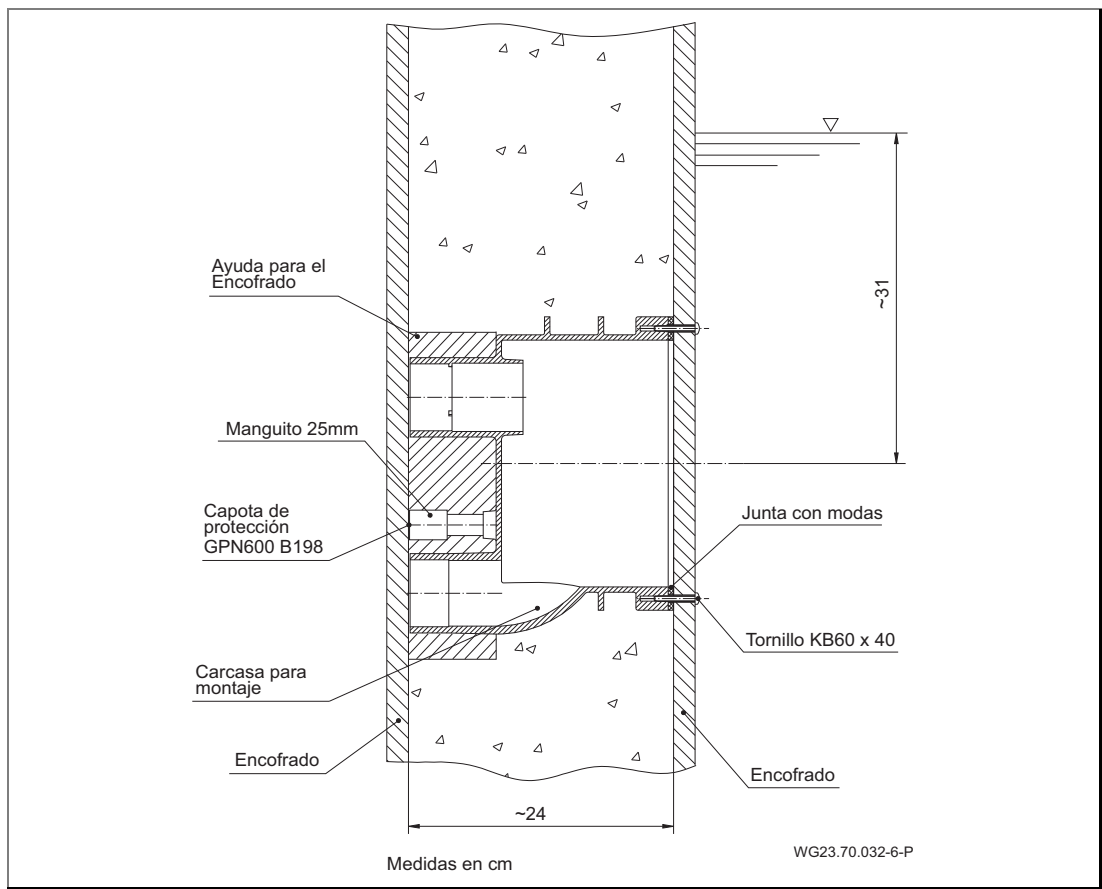 Ayuda para el
Encofrado
~31
Manguito 25mm
Capota de
protección
GPN600 B198
Junta con modas
Tornillo KB60 x 40
Carcasa para
montaje
Encofrado
Encofrado
~24
WG23.70.032-6-P
Medidas en cm